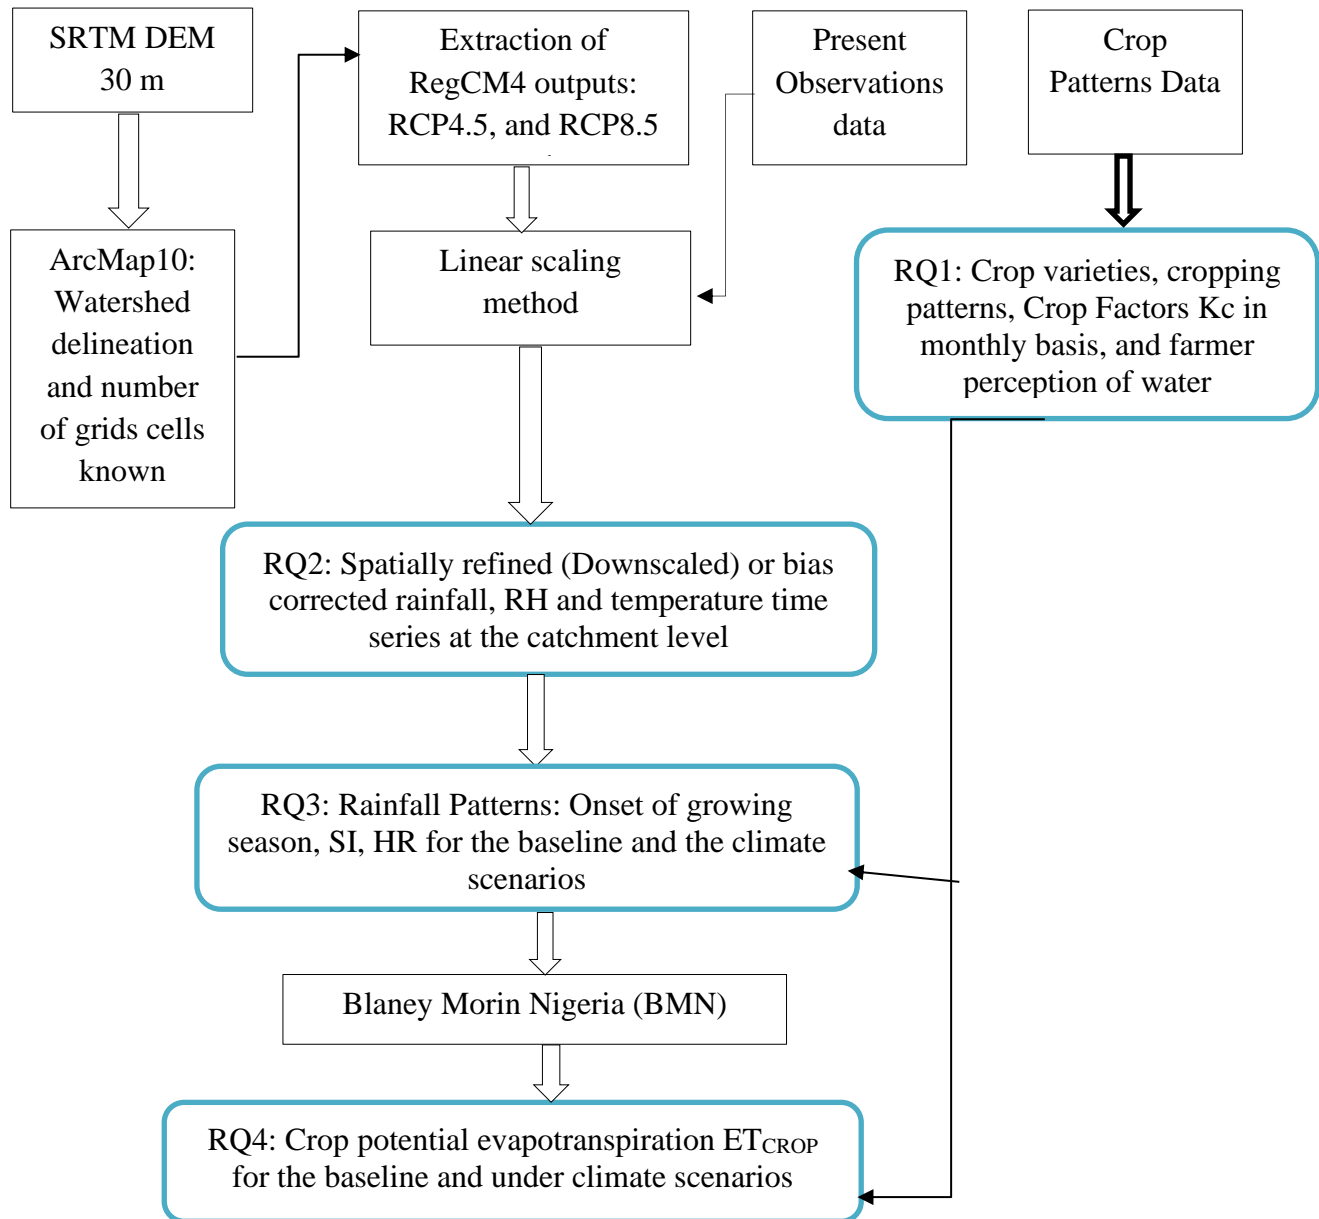 SRTM DEM
30 m
Extraction of
RegCM4 outputs:
RCP4.5, and RCP8.5
Present
Observations
data
Crop
Patterns Data
ArcMap10:
Watershed
delineation
and number
of grids cells
known
Linear scaling
method
RQ1: Crop varieties, cropping
patterns, Crop Factors Kc in
monthly basis, and farmer
perception of water
RQ2: Spatially refined (Downscaled) or bias
corrected rainfall, RH and temperature time
series at the catchment level
RQ3: Rainfall Patterns: Onset of growing
season, SI, HR for the baseline and the climate
scenarios
Blaney Morin Nigeria (BMN)
RQ4: Crop potential evapotranspiration ETCROP
for the baseline and under climate scenarios